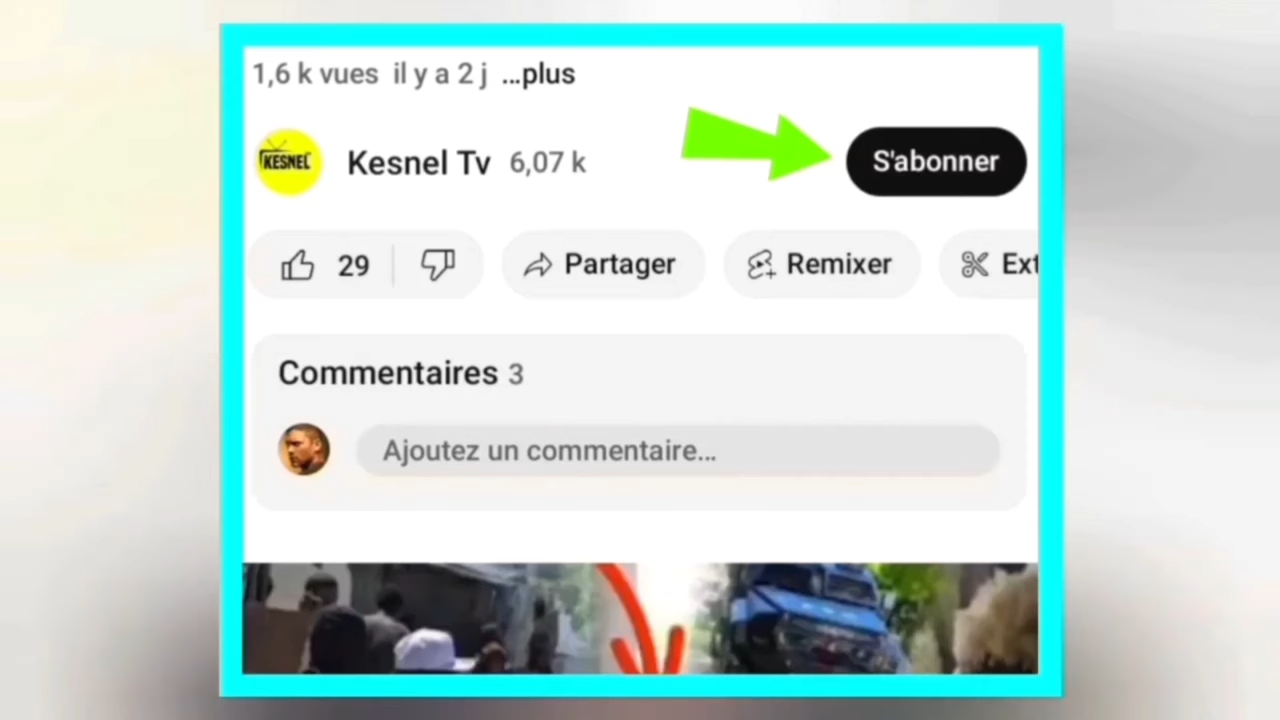 1,6 k vues il y a 2 j ...plus
KESNEL
Kesnel Tv 6,07 k
S'abonner
29
Partager
Remixer
Ext
Commentaires 3
Ajoutez un commentaire...